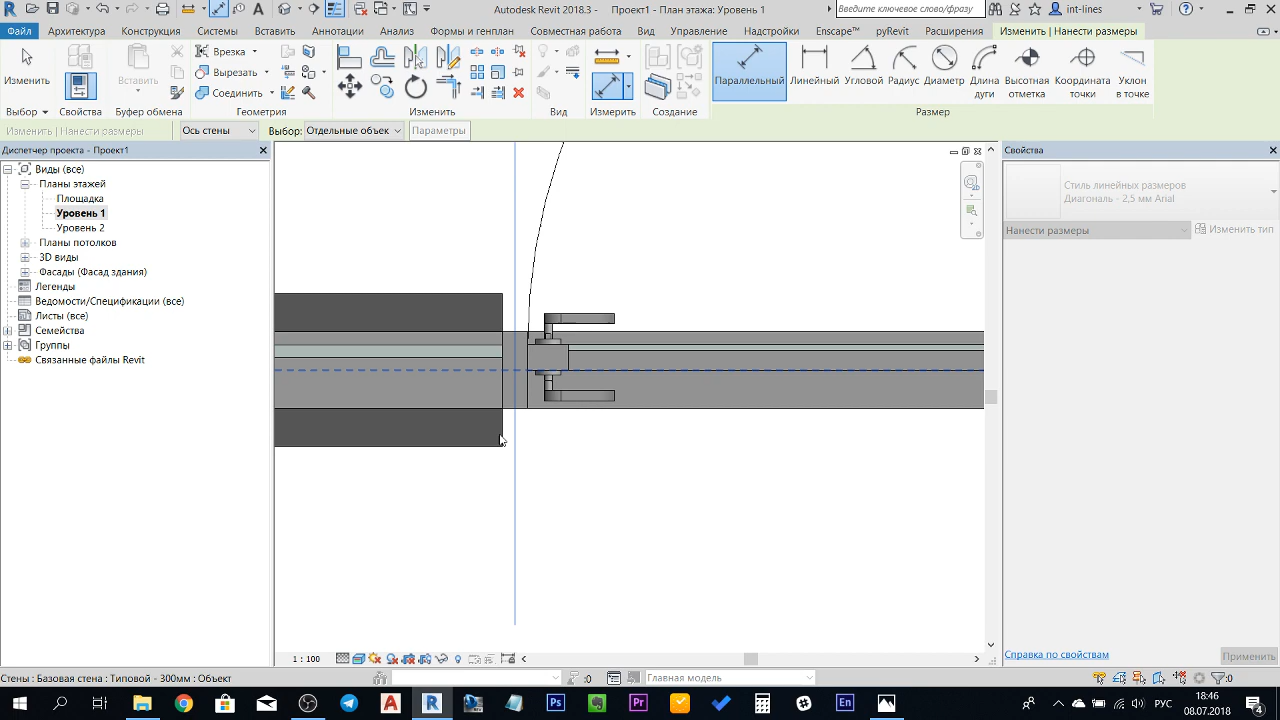 Autodesk Revit 2018.3 - Проект1 - План этажа: Уровень 1
Введите ключевое слово/фразу
int-lines
Файл
Архитектура
Конструкция
Системы
Вставить
Аннотации
Анализ
Формы и генплан
Совместная работа
Вид
Управление
Надстройки
Enscape™
pyRevit
Расширения
Изменить | Нанести размеры
Изменить
Вставить
Врезка
Вырезать
Соединить
Параллельный
Линейный
Угловой
Радиус
Диаметр
Длина дуги
Высотная отметка
Координата точки
Уклон в точке
Выбор
Свойства
Буфер обмена
Геометрия
Изменить
Вид
Измерить
Создание
Размер
Изменить | Нанести размеры
Ось стены
Выбор:
Отдельные объек
Параметры
Диспетчер проекта - Проект1
Виды (все)
Планы этажей
Площадка
Уровень 1
Уровень 2
Планы потолков
3D виды
Фасады (Фасад здания)
Легенды
Ведомости/Спецификации (все)
Листы (все)
Семейства
Группы
Связанные файлы Revit
Свойства
Стиль линейных размеров
Диагональ - 2,5 мм Arial
Нанести размеры
Изменить тип
Справка по свойствам
Применить
1 : 100
Стены : Базовая стена : Типовой - 300мм : Объект
:0
Главная модель
:0
РУС
18:46
08.07.2018